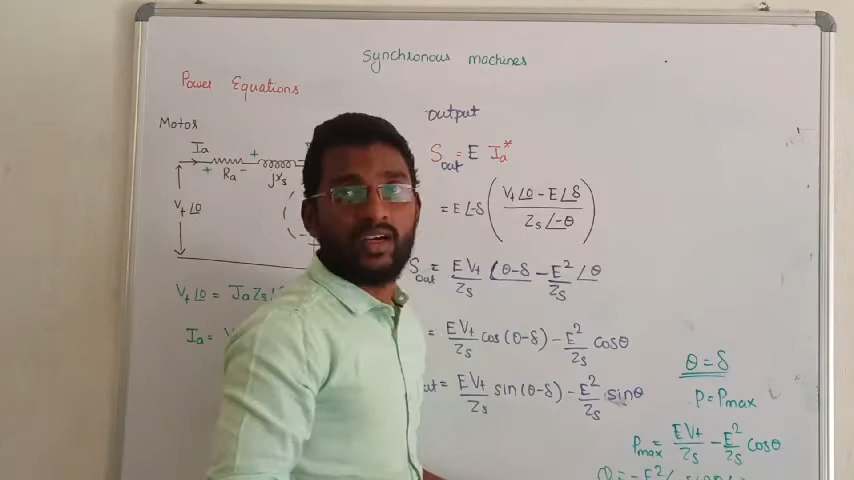 Synchronous machines
Power Equations
Motor
Ia
+ Ra -
+
jXs
Vt∠0
Vt∠0 = IaZs
Ia = V
output
Sout = E Ia*
= E∠-δ ( Vt∠0 - E∠δ / Zs∠-θ )
Sout = EVt/Zs ∠θ-δ - E²/Zs ∠θ
= EVt/Zs cos(θ-δ) - E²/Zs cosθ
ut = EVt/Zs sin(θ-δ) - E²/Zs sinθ
θ = δ
P = Pmax
Pmax = EVt/Zs - E²/Zs cosθ
Q = -E²/